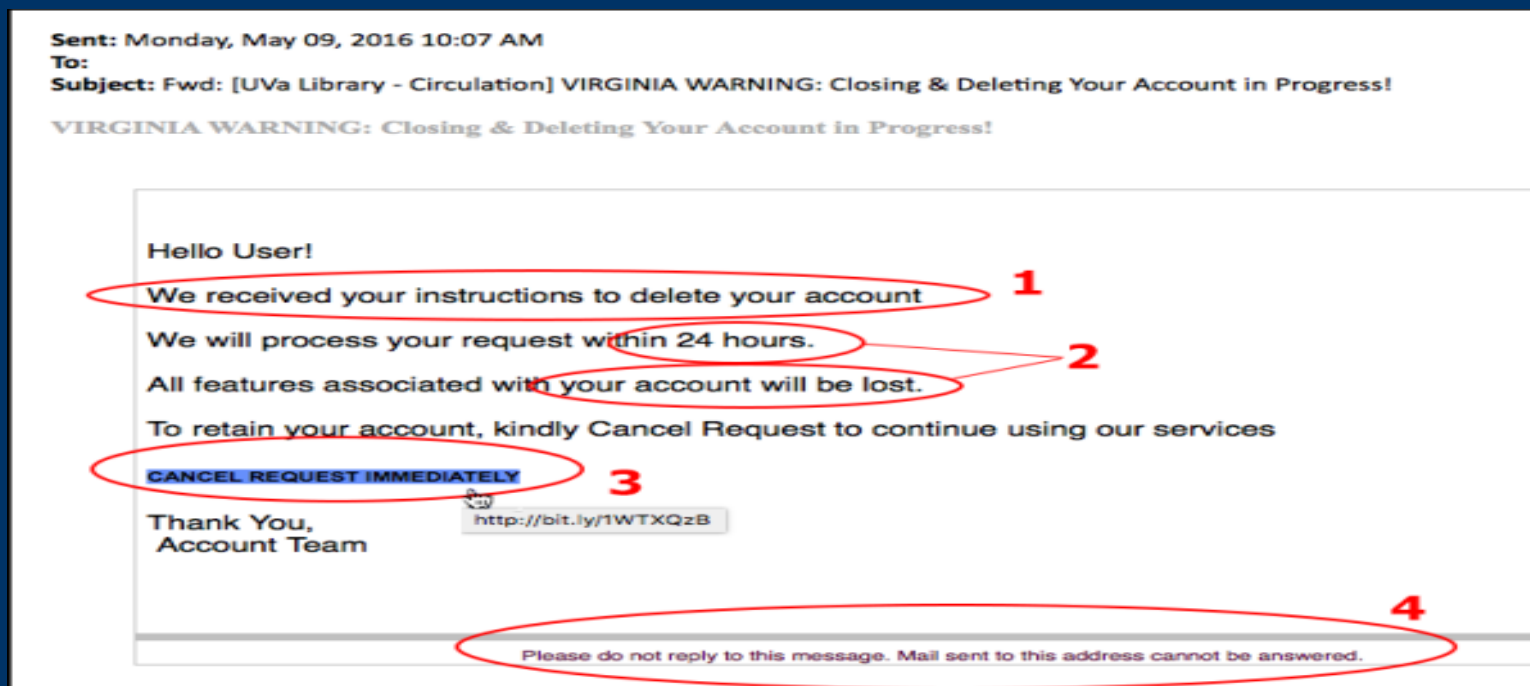 Sent: Monday, May 09, 2016 10:07 AM
To:
Subject: Fwd: [UVa Library - Circulation] VIRGINIA WARNING: Closing & Deleting Your Account in Progress!
VIRGINIA WARNING: Closing & Deleting Your Account in Progress!
Hello User!
We received your instructions to delete your account 1
We will process your request within 24 hours.
2
All features associated with your account will be lost.
To retain your account, kindly Cancel Request to continue using our services
CANCEL REQUEST IMMEDIATELY 3
http://bit.ly/1WTXQzB
Thank You,
Account Team
4
Please do not reply to this message. Mail sent to this address cannot be answered.